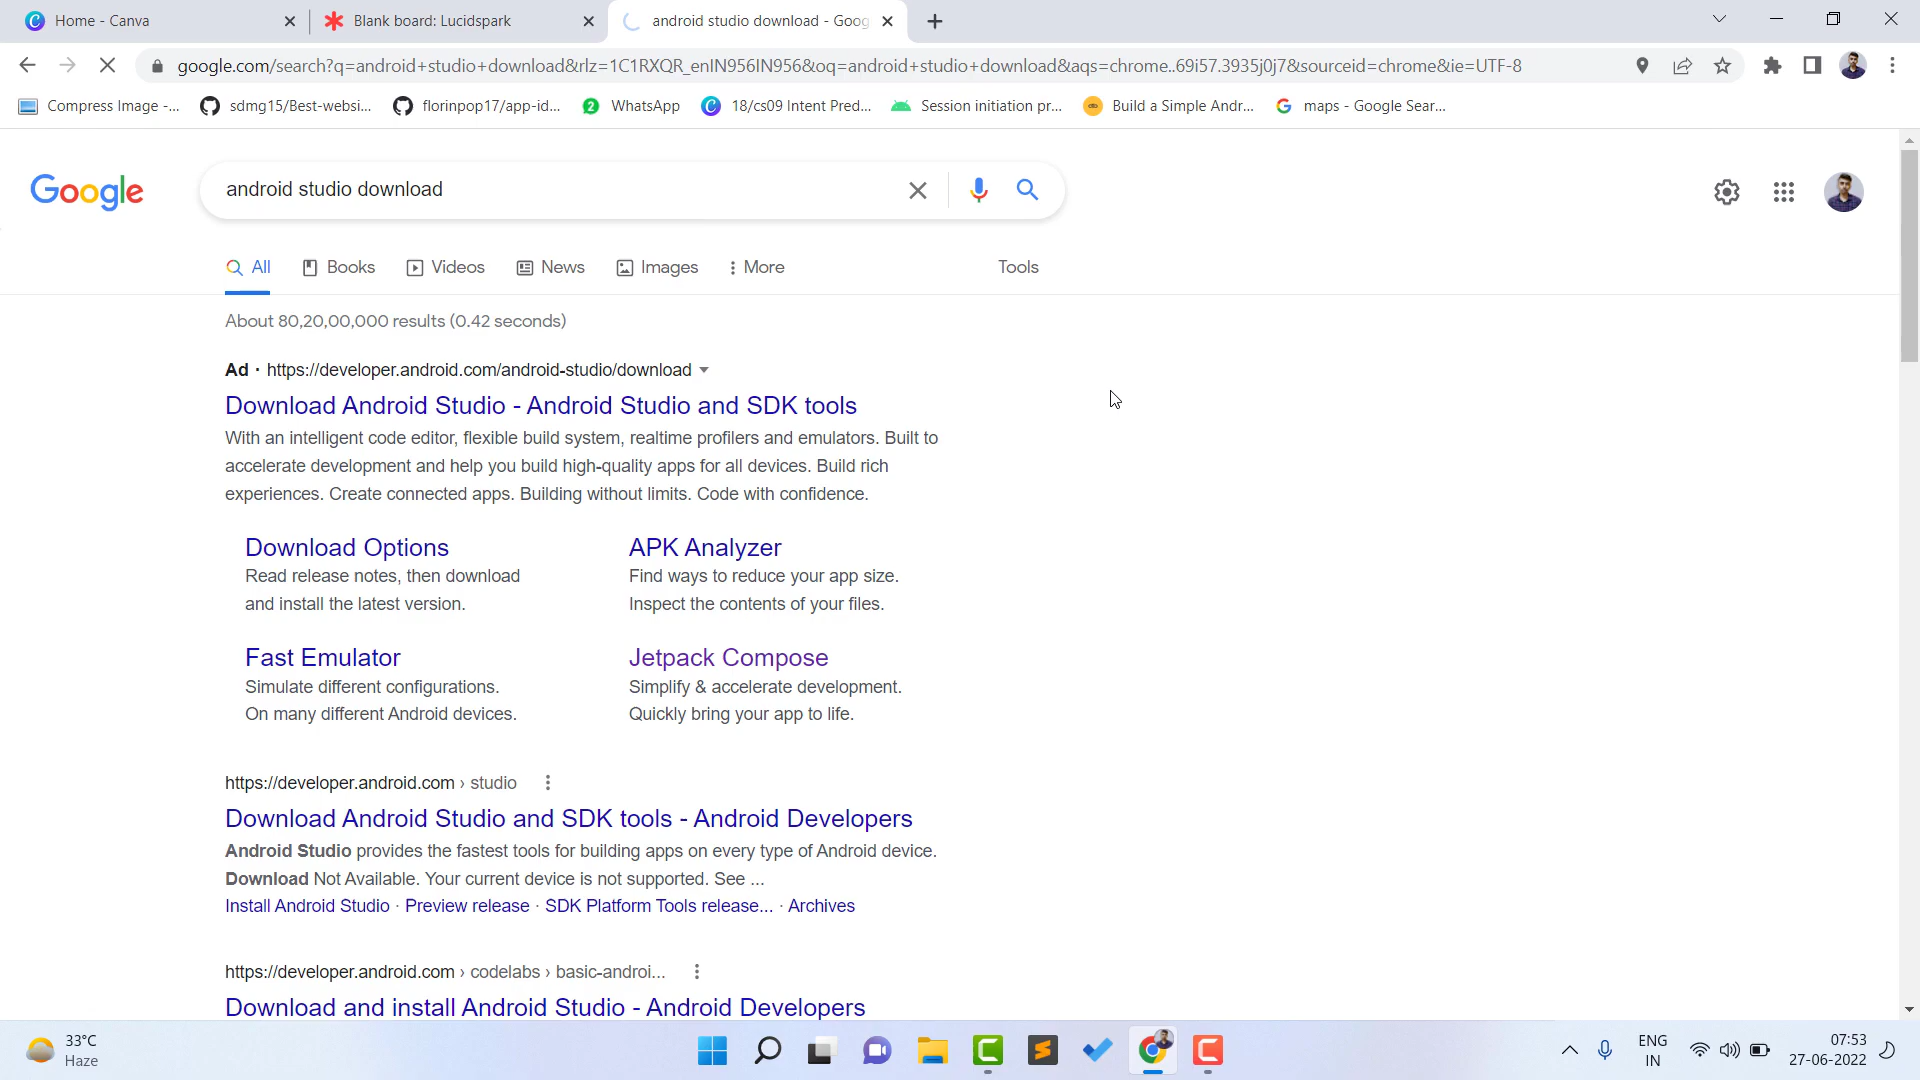 Home - Canva
Blank board: Lucidspark
android studio download - Goog
google.com/search?q=android+studio+download&rlz=1C1RXQR_enIN956IN956&oq=android+studio+download&aqs=chrome..69i57.3935j0j7&sourceid=chrome&ie=UTF-8
Compress Image -...
sdmg15/Best-websi...
florinpop17/app-id...
2
WhatsApp
18/cs09 Intent Pred...
Session initiation pr...
Build a Simple Andr...
maps - Google Sear...
Google
android studio download
All
Books
Videos
News
Images
More
Tools
About 80,20,00,000 results (0.42 seconds)
Ad · https://developer.android.com/android-studio/download
Download Android Studio - Android Studio and SDK tools
With an intelligent code editor, flexible build system, realtime profilers and emulators. Built to
accelerate development and help you build high-quality apps for all devices. Build rich
experiences. Create connected apps. Building without limits. Code with confidence.
Download Options
Read release notes, then download
and install the latest version.
APK Analyzer
Find ways to reduce your app size.
Inspect the contents of your files.
Fast Emulator
Simulate different configurations.
On many different Android devices.
Jetpack Compose
Simplify & accelerate development.
Quickly bring your app to life.
https://developer.android.com › studio
Download Android Studio and SDK tools - Android Developers
Android Studio provides the fastest tools for building apps on every type of Android device.
Download Not Available. Your current device is not supported. See ...
Install Android Studio · Preview release · SDK Platform Tools release... · Archives
https://developer.android.com › codelabs › basic-androi...
Download and install Android Studio - Android Developers
33°C
Haze
ENG
IN
07:53
27-06-2022